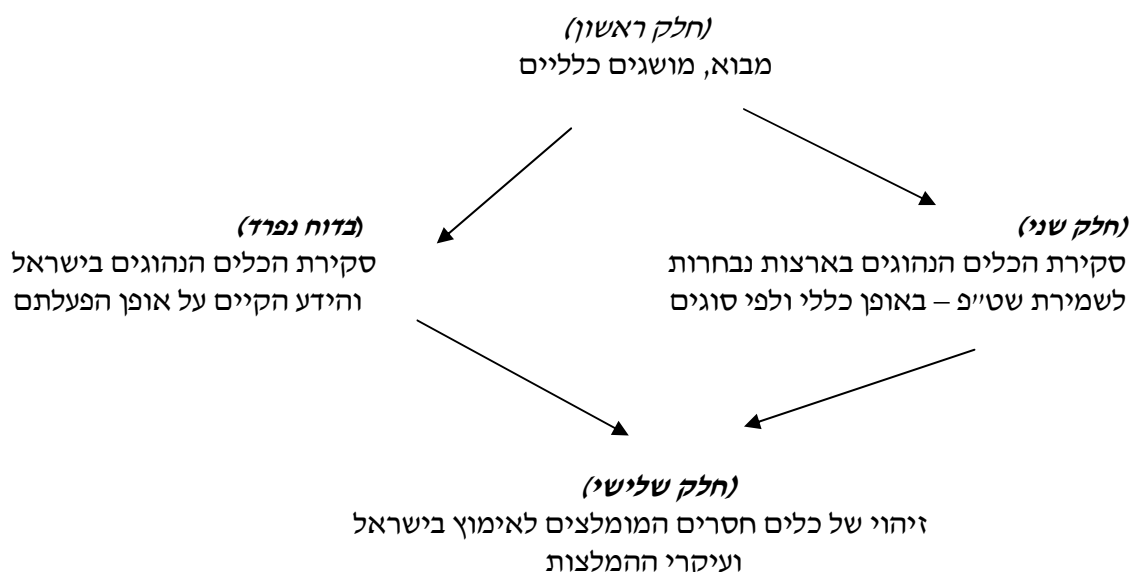 (חלק ראשון)
מבוא, מושגים כלליים
(חלק שני)
סקירת הכלים הנהוגים בארצות נבחרות
לשמירת שט״פ – באופן כללי ולפי סוגים
(בדוח נפרד)
סקירת הכלים הנהוגים בישראל
והידע הקיים על אופן הפעלתם
(חלק שלישי)
זיהוי של כלים חסרים המומלצים לאימוץ בישראל
ועיקרי ההמלצות